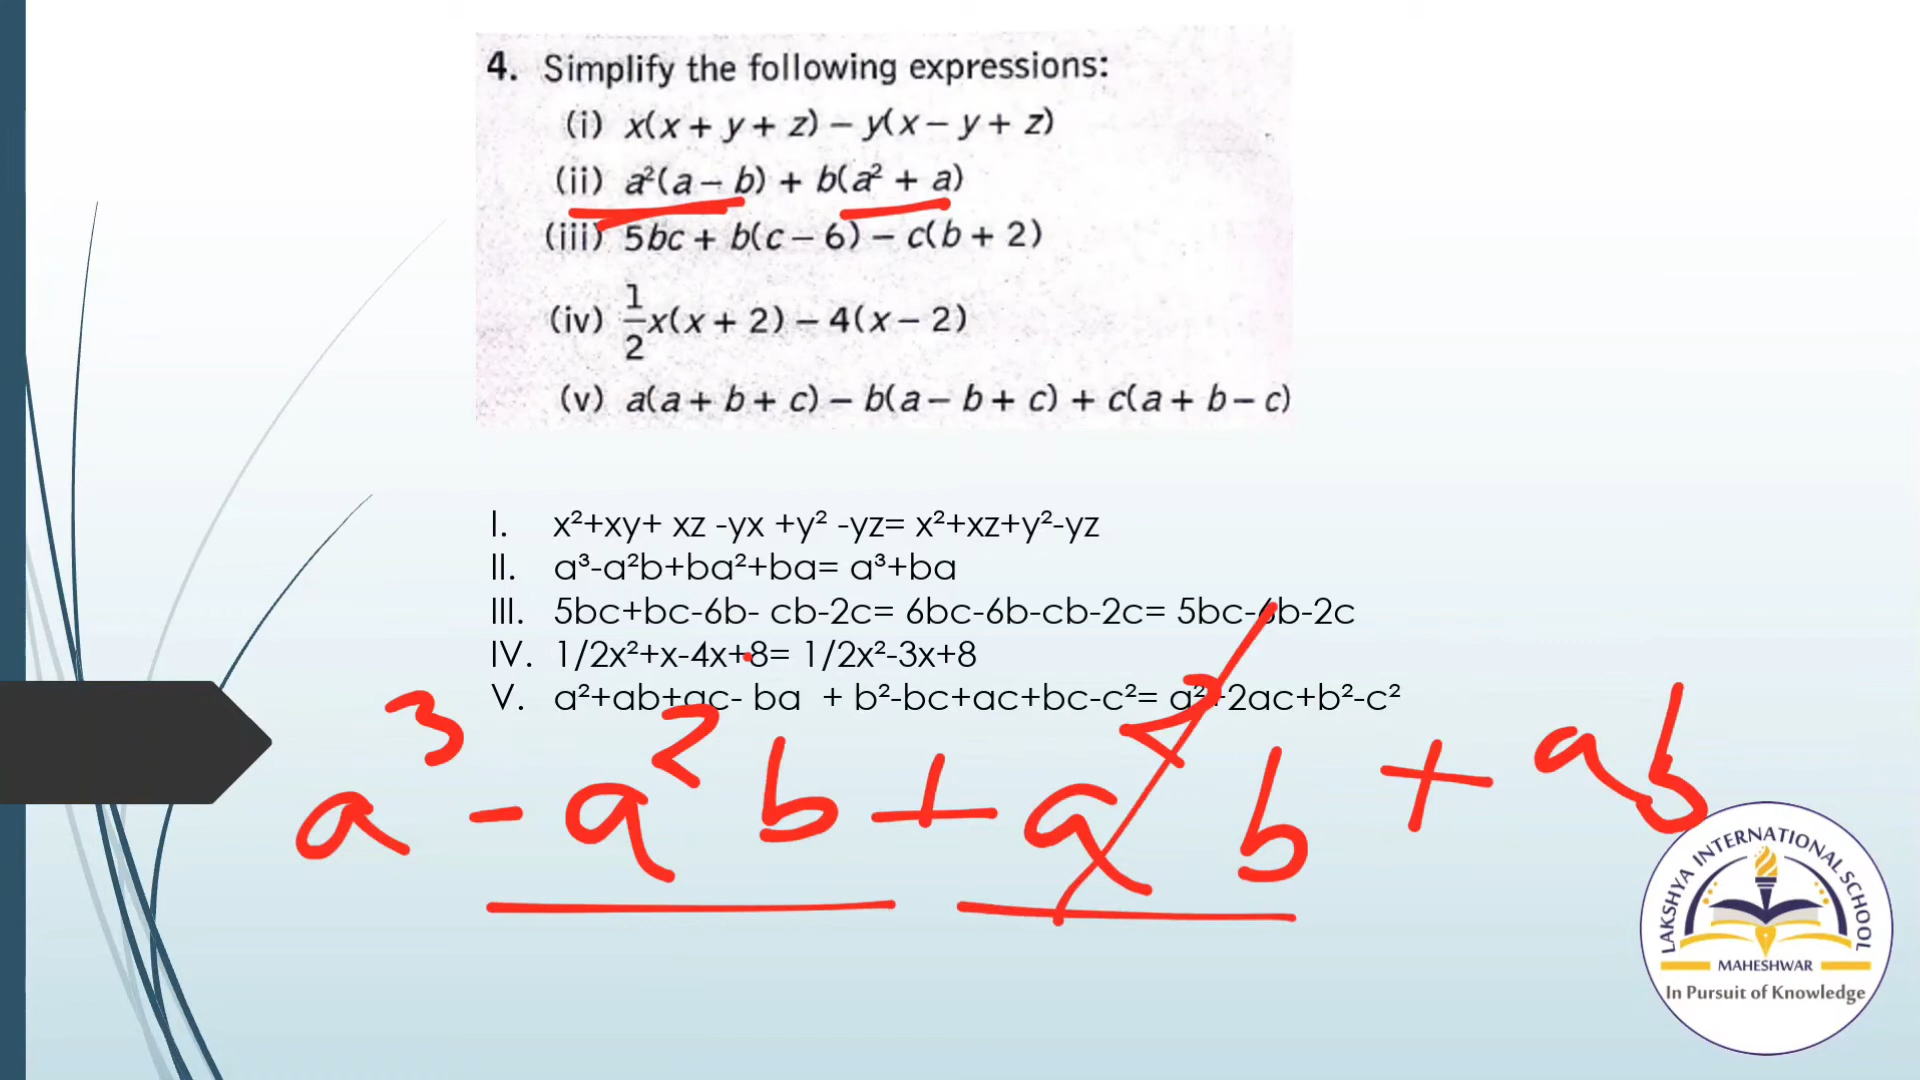 4. Simplify the following expressions:
(i) x(x + y + z) – y(x – y + z)
(ii) a²(a – b) + b(a² + a)
(iii) 5bc + b(c – 6) – c(b + 2)
(iv) 1/2 x(x + 2) – 4(x – 2)
(v) a(a + b + c) – b(a – b + c) + c(a + b – c)
I. x²+xy+ xz -yx +y² -yz= x²+xz+y²-yz
II. a³-a²b+ba²+ba= a³+ba
III. 5bc+bc-6b- cb-2c= 6bc-6b-cb-2c= 5bc-6b-2c
IV. 1/2x²+x-4x+8= 1/2x²-3x+8
V. a²+ab+ac- ba + b²-bc+ac+bc-c²= a²+2ac+b²-c²
a³ - a²b + a²b + ab
LAKSHYA INTERNATIONAL SCHOOL
MAHESHWAR
In Pursuit of Knowledge